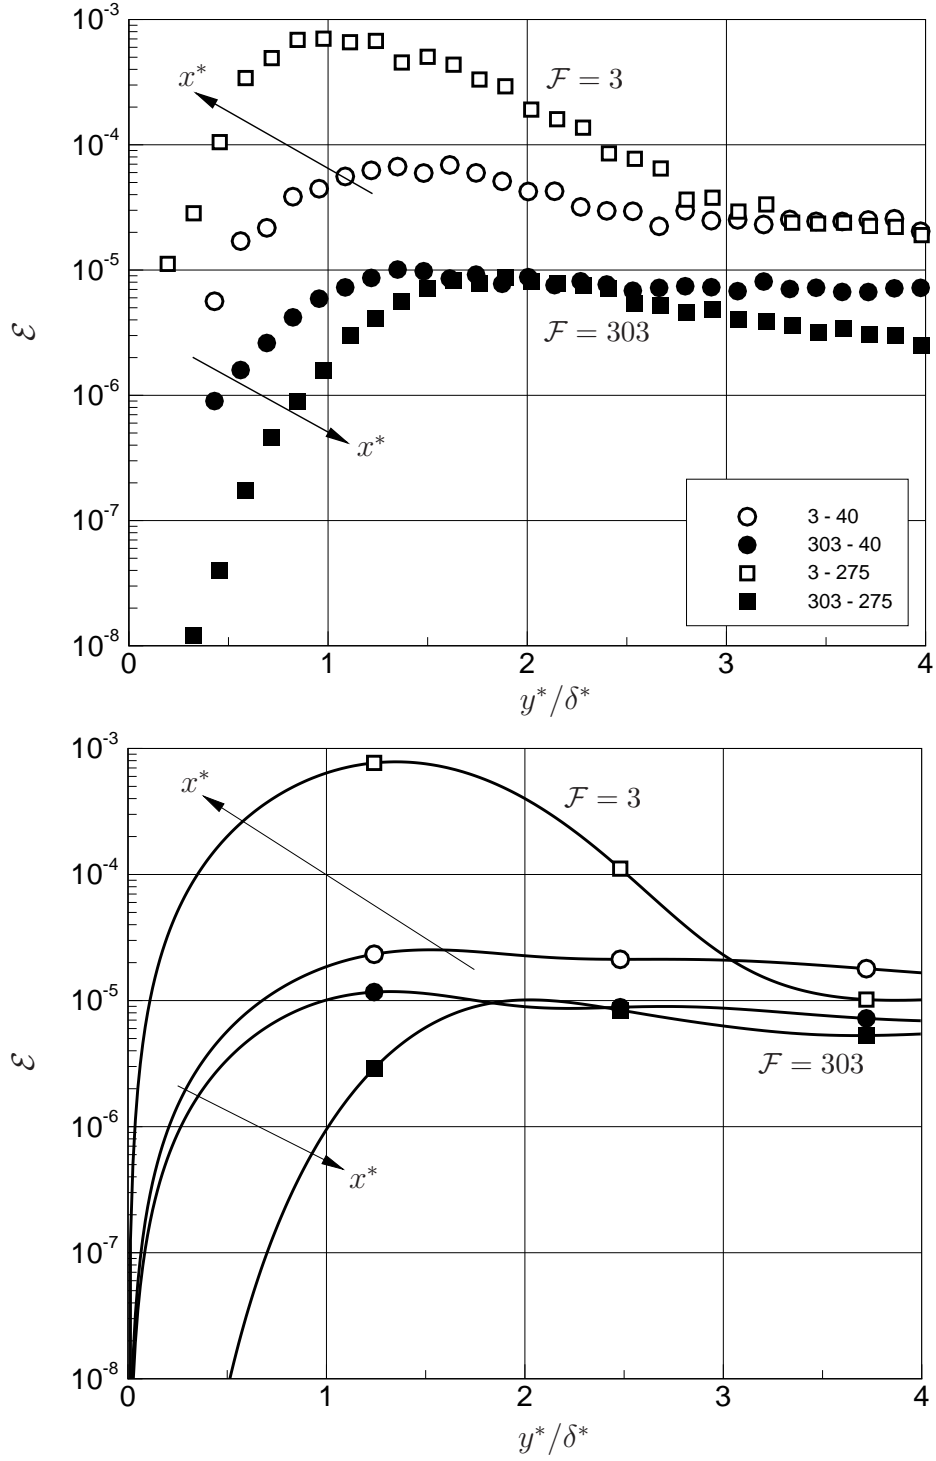 10-3
x*
F = 3
10-4
10-5
ℰ
F = 303
10-6
x*
10-7
3 - 40
303 - 40
3 - 275
303 - 275
10-8
0 1 2 3 4
y*/δ*
10-3
x*
F = 3
10-4
10-5
ℰ
F = 303
10-6
x*
10-7
10-8
0 1 2 3 4
y*/δ*